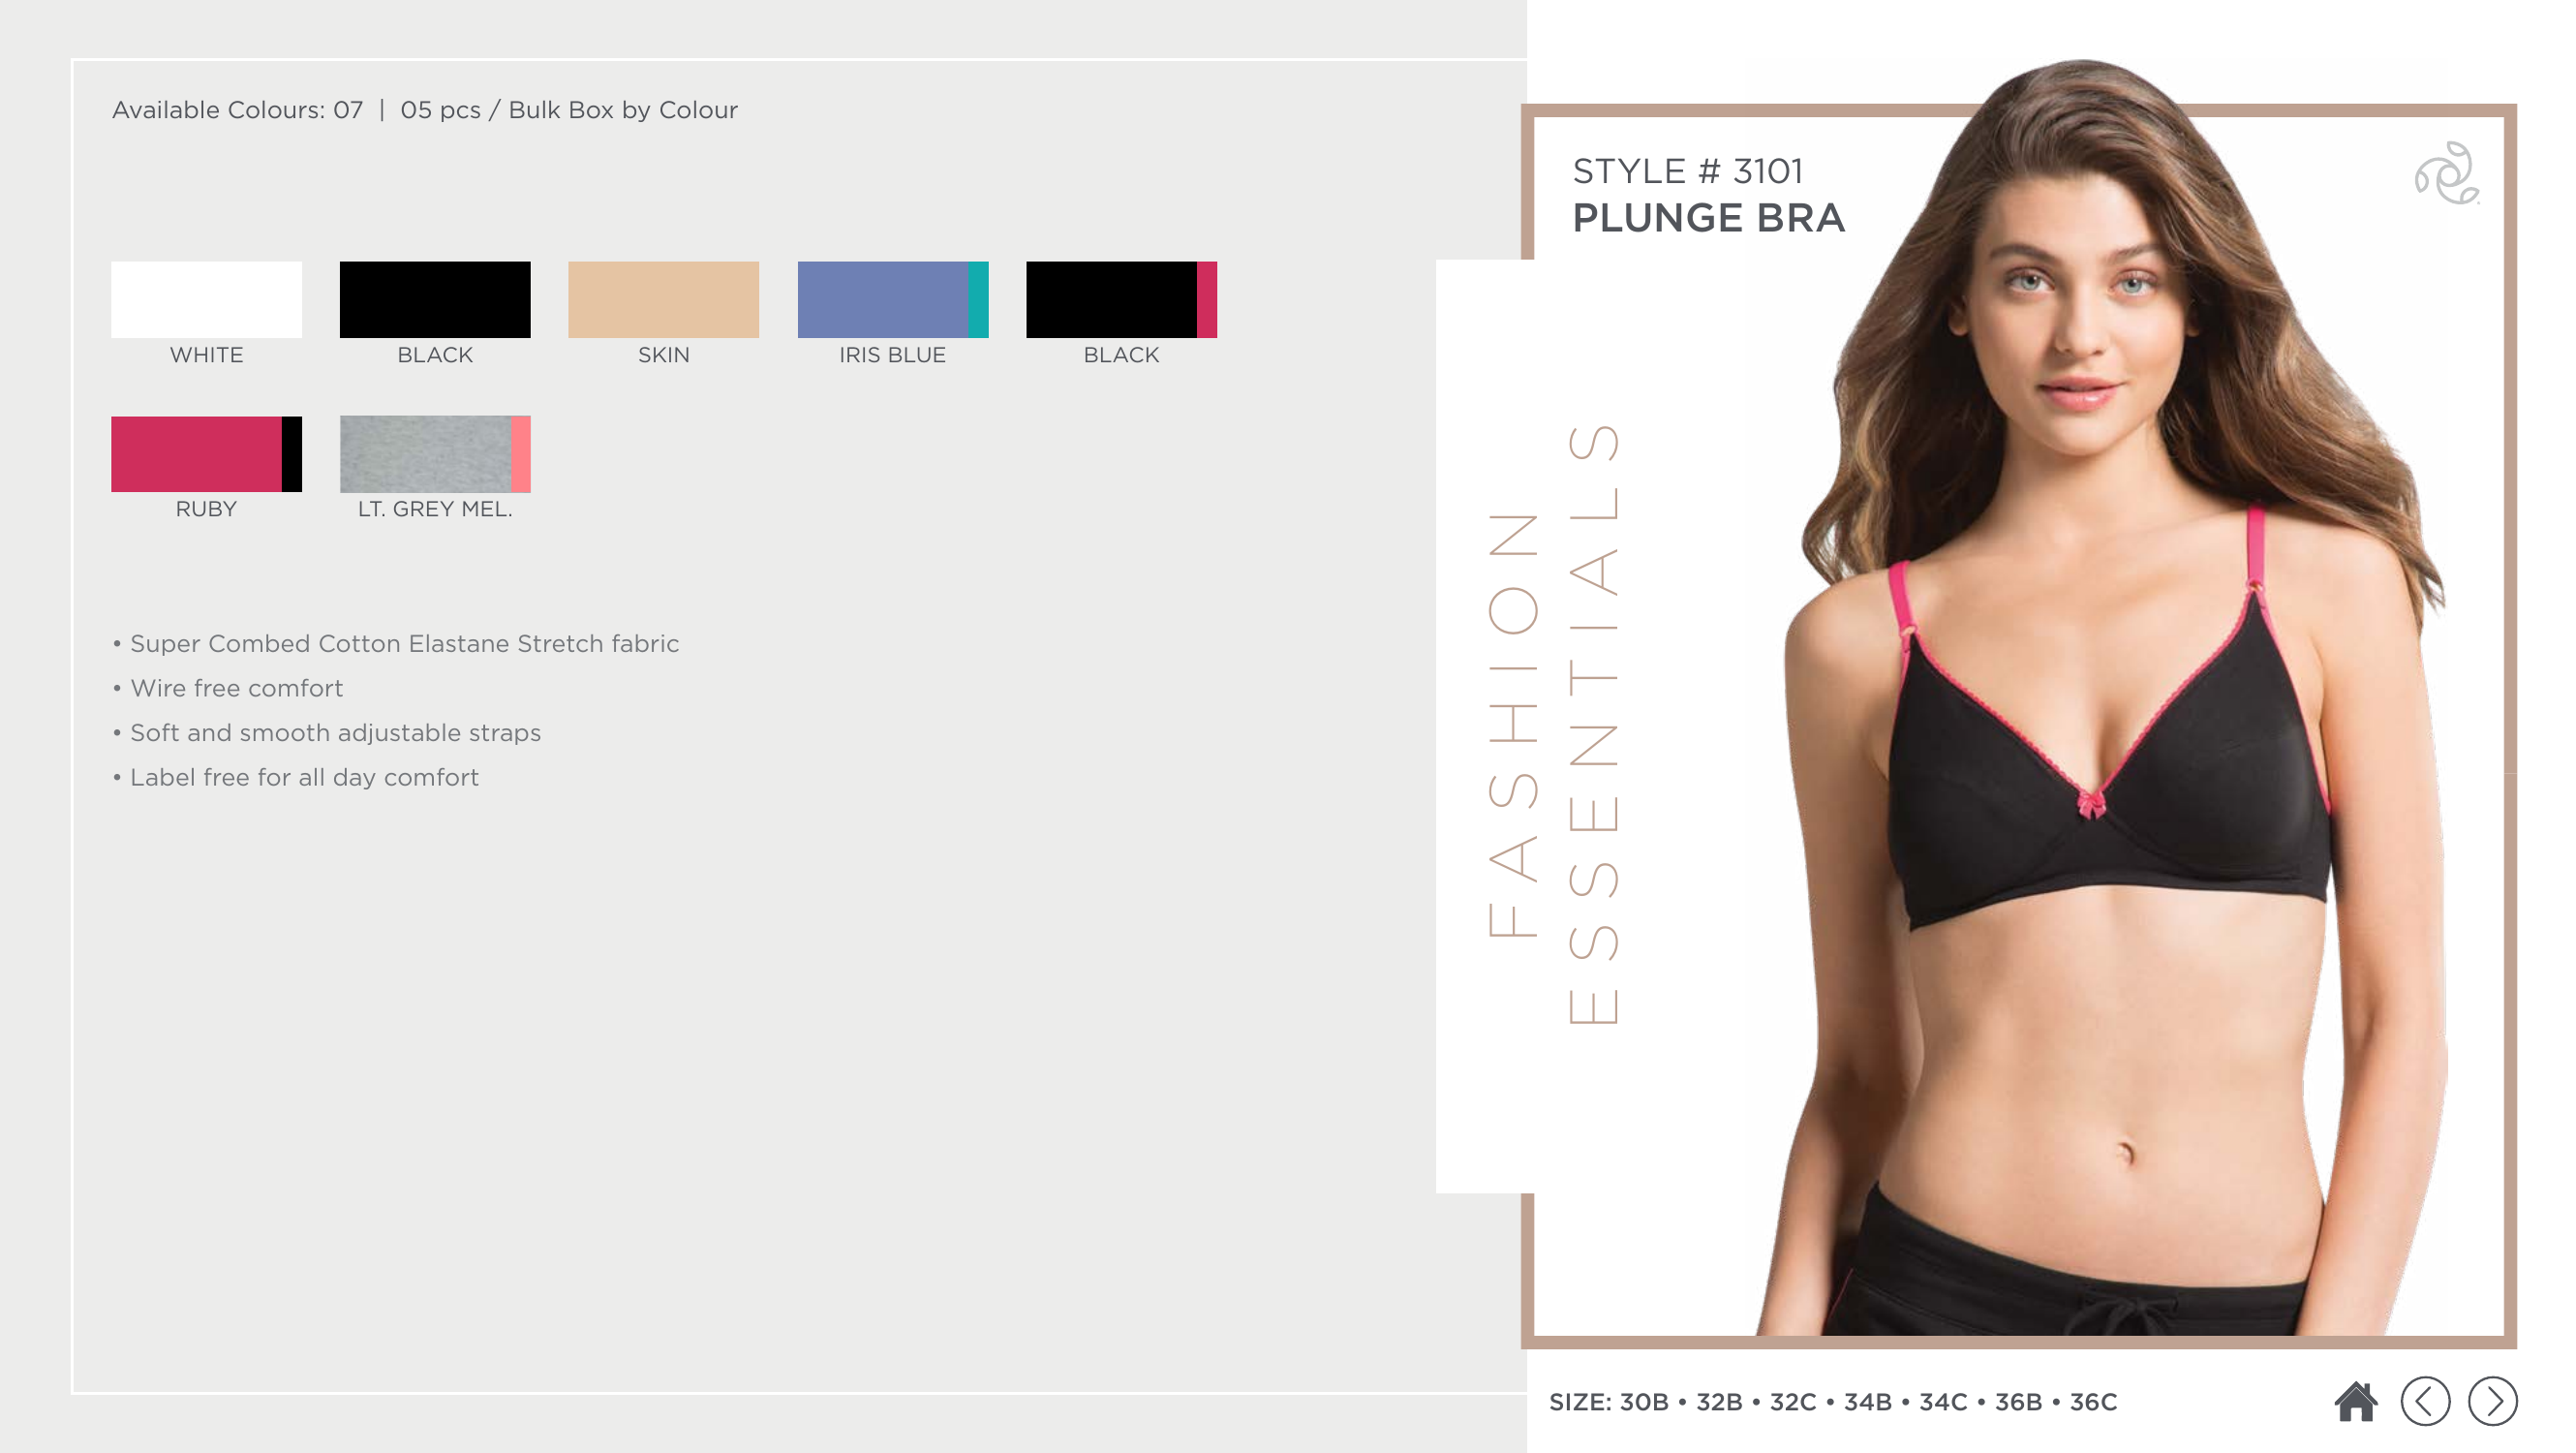 Available Colours: 07 | 05 pcs / Bulk Box by Colour
WHITE
BLACK
SKIN
IRIS BLUE
BLACK
RUBY
LT. GREY MEL.
• Super Combed Cotton Elastane Stretch fabric
• Wire free comfort
• Soft and smooth adjustable straps
• Label free for all day comfort
STYLE # 3101
PLUNGE BRA
FASHION
ESSENTIALS
SIZE: 30B • 32B • 32C • 34B • 34C • 36B • 36C